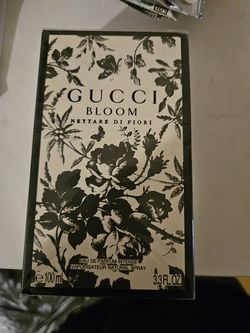 GUCCI
BLOOM
NETTARE DI FIORI
EAU DE PARFUM INTENSE
VAPORISATEUR NATURAL SPRAY
100 ml
3.3 FL.OZ